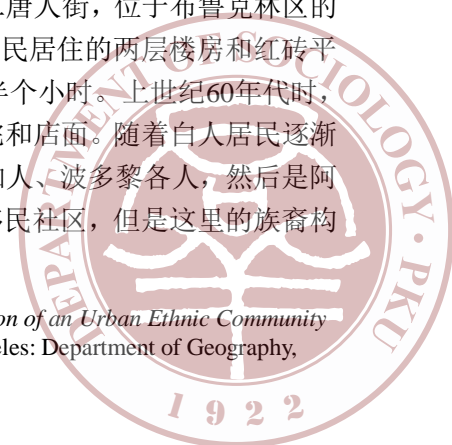 唐人街，位于布鲁克林区的
民居住的两层楼房和红砖平
半个小时。上世纪60年代时，
和店面。随着白人居民逐渐
人、波多黎各人，然后是阿
民社区，但是这里的族裔构
on of an Urban Ethnic Community
eles: Department of Geography,
DEPARTMENT OF SOCIOLOGY · PKU
1922